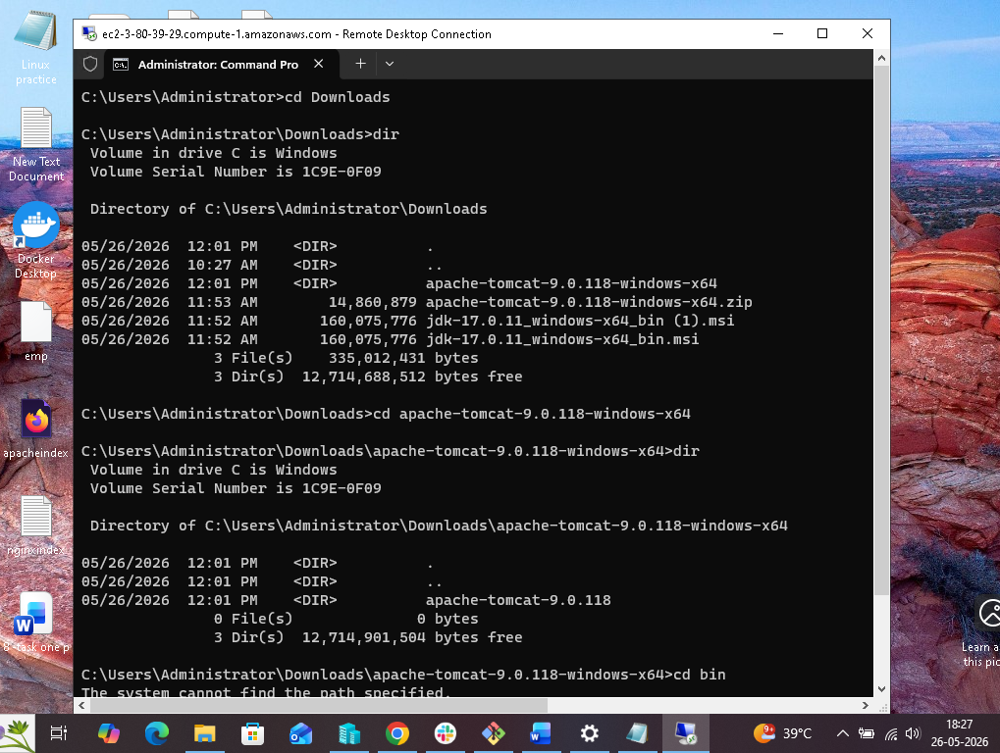 ec2-3-80-39-29.compute-1.amazonaws.com - Remote Desktop Connection
Administrator: Command Pro
C:\Users\Administrator>cd Downloads
C:\Users\Administrator\Downloads>dir
Volume in drive C is Windows
Volume Serial Number is 1C9E-0F09
Directory of C:\Users\Administrator\Downloads
05/26/2026  12:01 PM    <DIR>          .
05/26/2026  10:27 AM    <DIR>          ..
05/26/2026  12:01 PM    <DIR>          apache-tomcat-9.0.118-windows-x64
05/26/2026  11:53 AM        14,860,879 apache-tomcat-9.0.118-windows-x64.zip
05/26/2026  11:52 AM       160,075,776 jdk-17.0.11_windows-x64_bin (1).msi
05/26/2026  11:52 AM       160,075,776 jdk-17.0.11_windows-x64_bin.msi
3 File(s)    335,012,431 bytes
3 Dir(s)  12,714,688,512 bytes free
C:\Users\Administrator\Downloads>cd apache-tomcat-9.0.118-windows-x64
C:\Users\Administrator\Downloads\apache-tomcat-9.0.118-windows-x64>dir
Volume in drive C is Windows
Volume Serial Number is 1C9E-0F09
Directory of C:\Users\Administrator\Downloads\apache-tomcat-9.0.118-windows-x64
05/26/2026  12:01 PM    <DIR>          .
05/26/2026  12:01 PM    <DIR>          ..
05/26/2026  12:01 PM    <DIR>          apache-tomcat-9.0.118
0 File(s)              0 bytes
3 Dir(s)  12,714,901,504 bytes free
C:\Users\Administrator\Downloads\apache-tomcat-9.0.118-windows-x64>cd bin
The system cannot find the path specified.
Linux
practice
New Text
Document
Docker
Desktop
emp
apacheindex
nginxindex
8- task one p
Learn a
this pic
39°C
18:27
26-05-2026